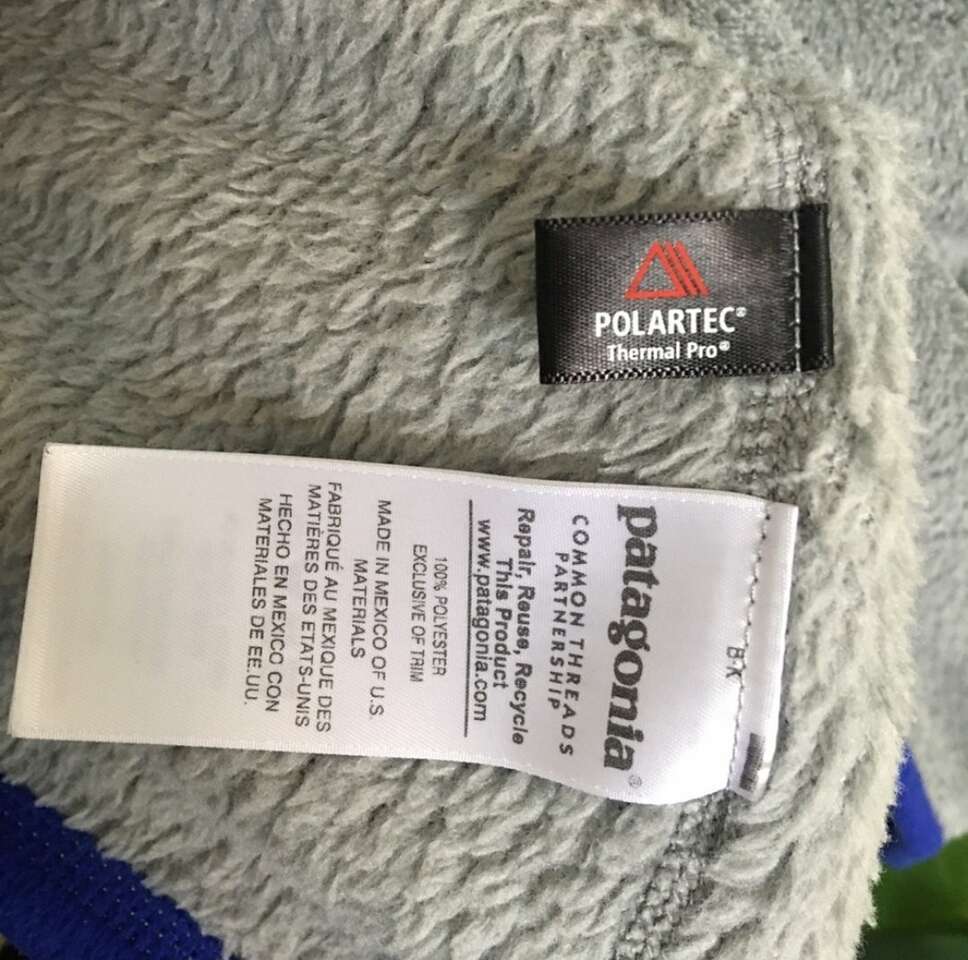 POLARTEC®
Thermal Pro®
BK
patagonia®
COMMON THREADS
PARTNERSHIP
Repair, Reuse, Recycle
This Product
www.patagonia.com
100% POLYESTER
EXCLUSIVE OF TRIM
MADE IN MEXICO OF U.S.
MATERIALS
FABRIQUÉ AU MEXIQUE DES
MATIÈRES DES ETATS-UNIS
HECHO EN MEXICO CON
MATERIALES DE EE.UU.